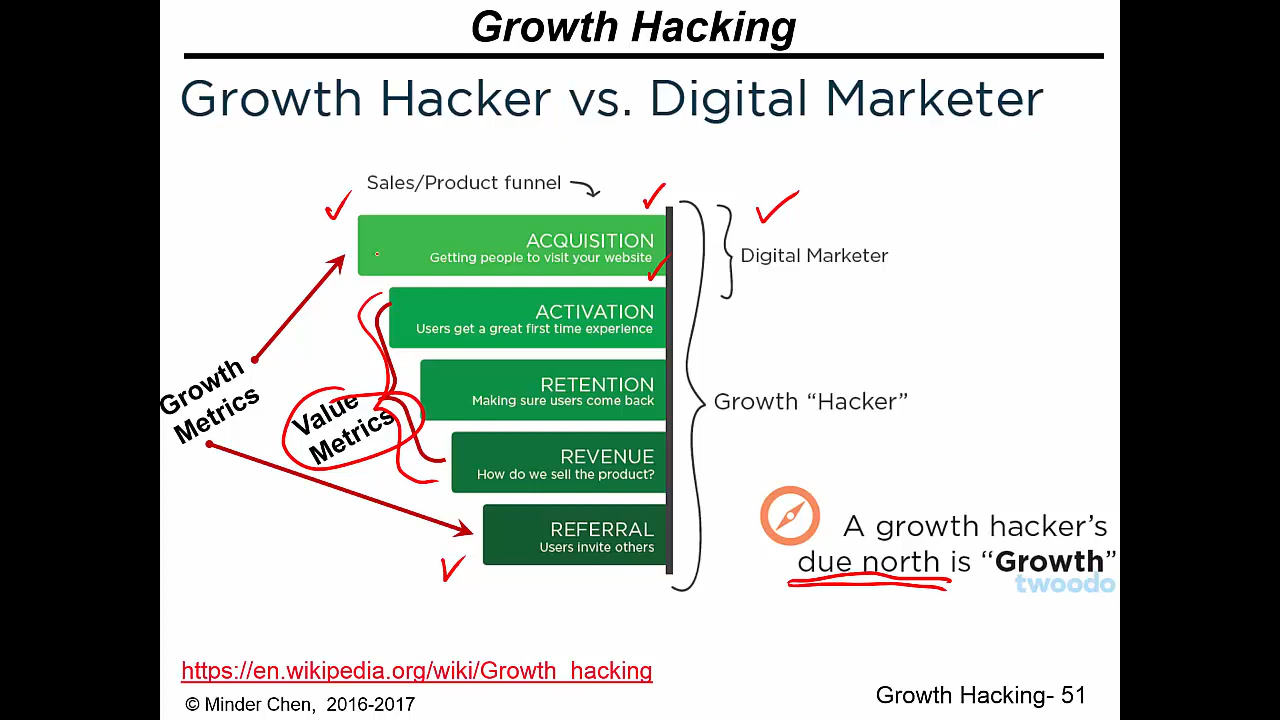 Growth Hacking
Growth Hacker vs. Digital Marketer
Sales/Product funnel
ACQUISITION
Getting people to visit your website
Digital Marketer
ACTIVATION
Users get a great first time experience
RETENTION
Making sure users come back
Growth "Hacker"
Growth
Metrics
Value
Metrics
REVENUE
How do we sell the product?
REFERRAL
Users invite others
A growth hacker's
due north is "Growth"
twoodo
https://en.wikipedia.org/wiki/Growth_hacking
© Minder Chen, 2016-2017
Growth Hacking- 51